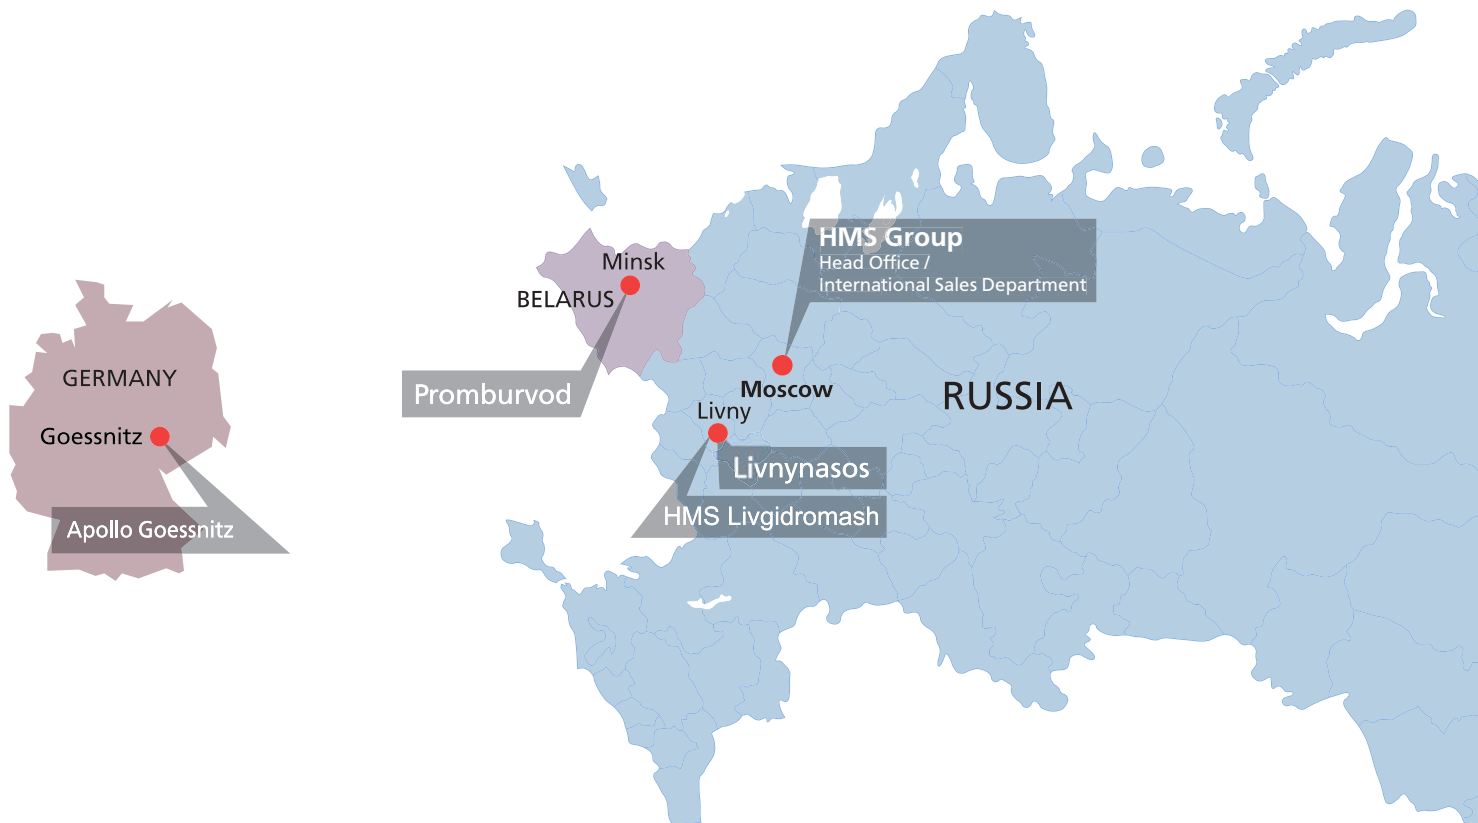 HMS Group
Head Office /
International Sales Department
Minsk
BELARUS
Promburvod
GERMANY
Goessnitz
Apollo Goessnitz
Moscow
RUSSIA
Livny
Livnynasos
HMS Livgidromash